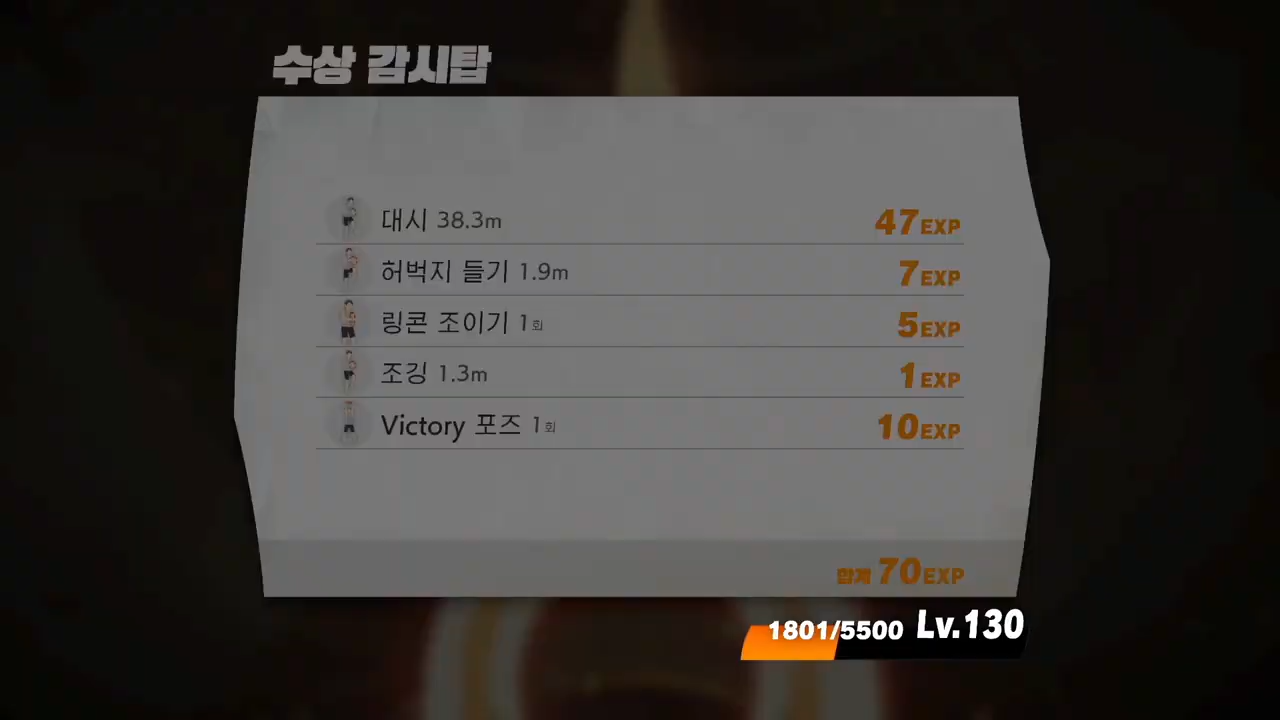 수상 감시탑
대시 38.3m 47EXP
허벅지 들기 1.9m 7EXP
링콘 조이기 1회 5EXP
조깅 1.3m 1EXP
Victory 포즈 1회 10EXP
합계 70EXP
1801/5500 Lv.130